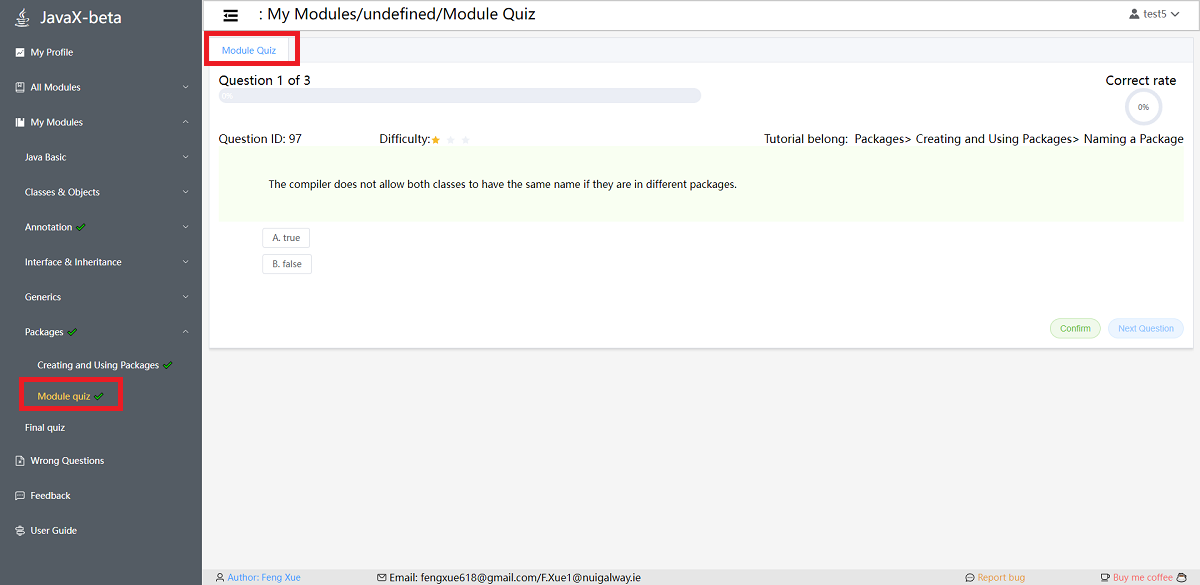 JavaX-beta
My Profile
All Modules
My Modules
Java Basic
Classes & Objects
Annotation
Interface & Inheritance
Generics
Packages
Creating and Using Packages
Module quiz
Final quiz
Wrong Questions
Feedback
User Guide
: My Modules/undefined/Module Quiz
test5
Module Quiz
Question 1 of 3
Correct rate
0%
Question ID: 97
Difficulty:
Tutorial belong: Packages> Creating and Using Packages> Naming a Package
The compiler does not allow both classes to have the same name if they are in different packages.
A. true
B. false
Confirm
Next Question
Author: Feng Xue
Email: fengxue618@gmail.com/F.Xue1@nuigalway.ie
Report bug
Buy me coffee